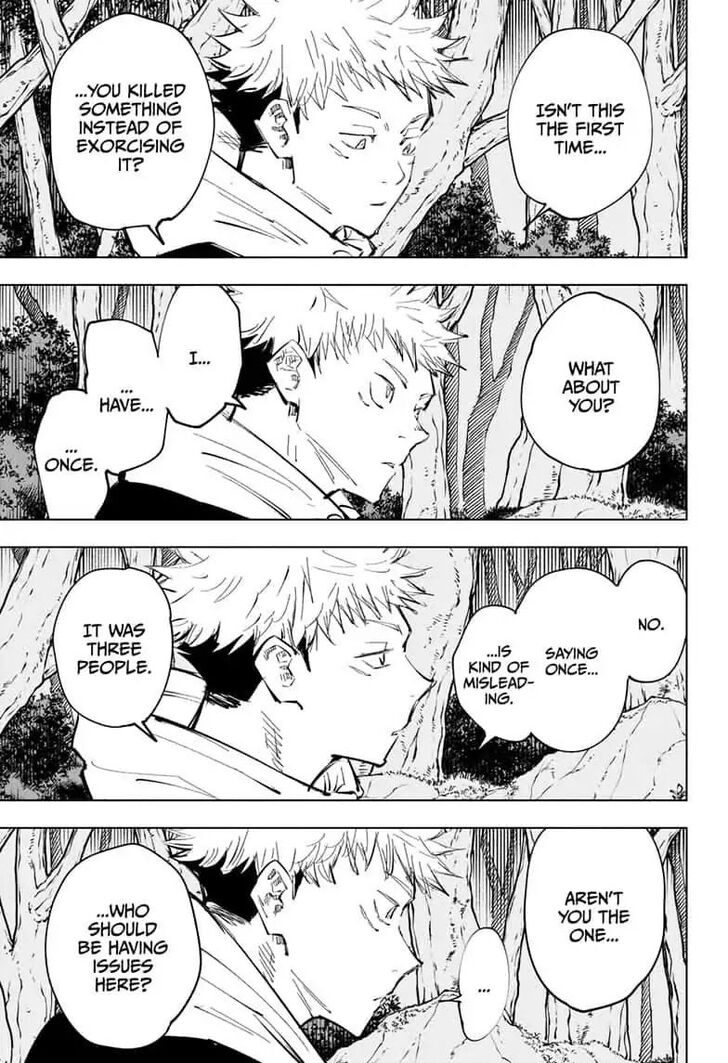 ISN'T THIS
THE FIRST
TIME...
...YOU KILLED
SOMETHING
INSTEAD OF
EXORCISING
IT?
WHAT
ABOUT
YOU?
I...
...
HAVE...
...
ONCE.
NO.
SAYING
ONCE...
...IS
KIND OF
MISLEAD-
ING.
IT WAS
THREE
PEOPLE.
AREN'T
YOU THE
ONE...
...
...WHO
SHOULD
BE HAVING
ISSUES
HERE?